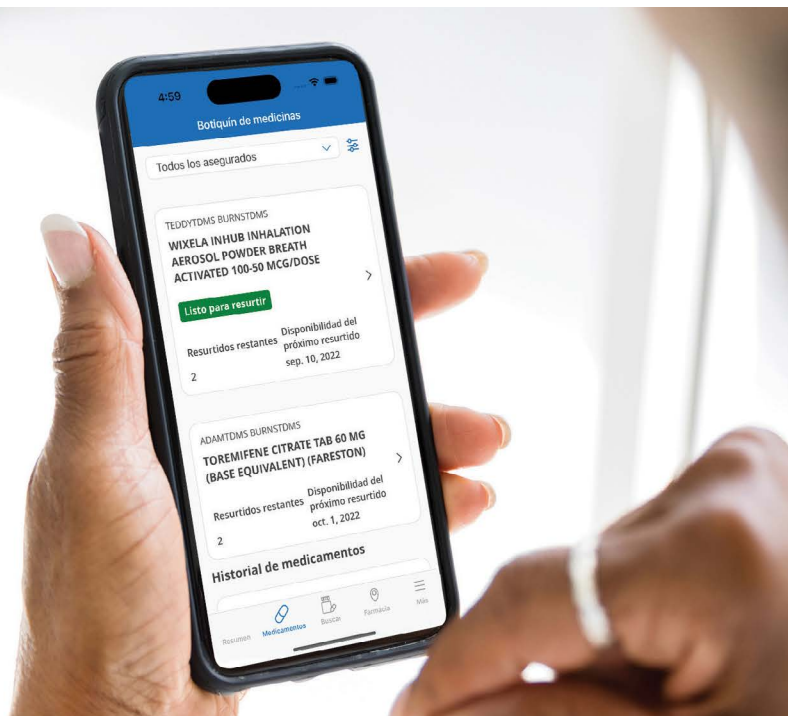 4:59
Botiquín de medicinas
Todos los asegurados
TEDDYTDMS BURNSTDMS
WIXELA INHUB INHALATION
AEROSOL POWDER BREATH
ACTIVATED 100-50 MCG/DOSE
Listo para resurtir
Resurtidos restantes
2
Disponibilidad del
próximo resurtido
sep. 10, 2022
ADAMTDMS BURNSTDMS
TOREMIFENE CITRATE TAB 60 MG
(BASE EQUIVALENT) (FARESTON)
Resurtidos restantes
2
Disponibilidad del
próximo resurtido
oct. 1, 2022
Historial de medicamentos
Resumen
Medicamentos
Buscar
Farmacia
Más